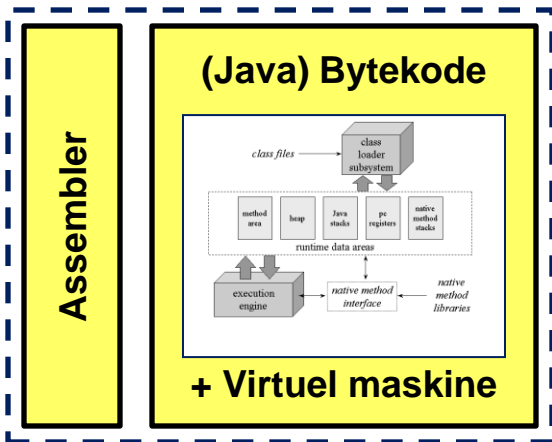 Assembler
(Java) Bytekode
class files
class
loader
subsystem
method
area
heap
Java
stacks
pc
registers
native
method
stacks
runtime data areas
execution
engine
native method
interface
native
method
libraries
+ Virtuel maskine